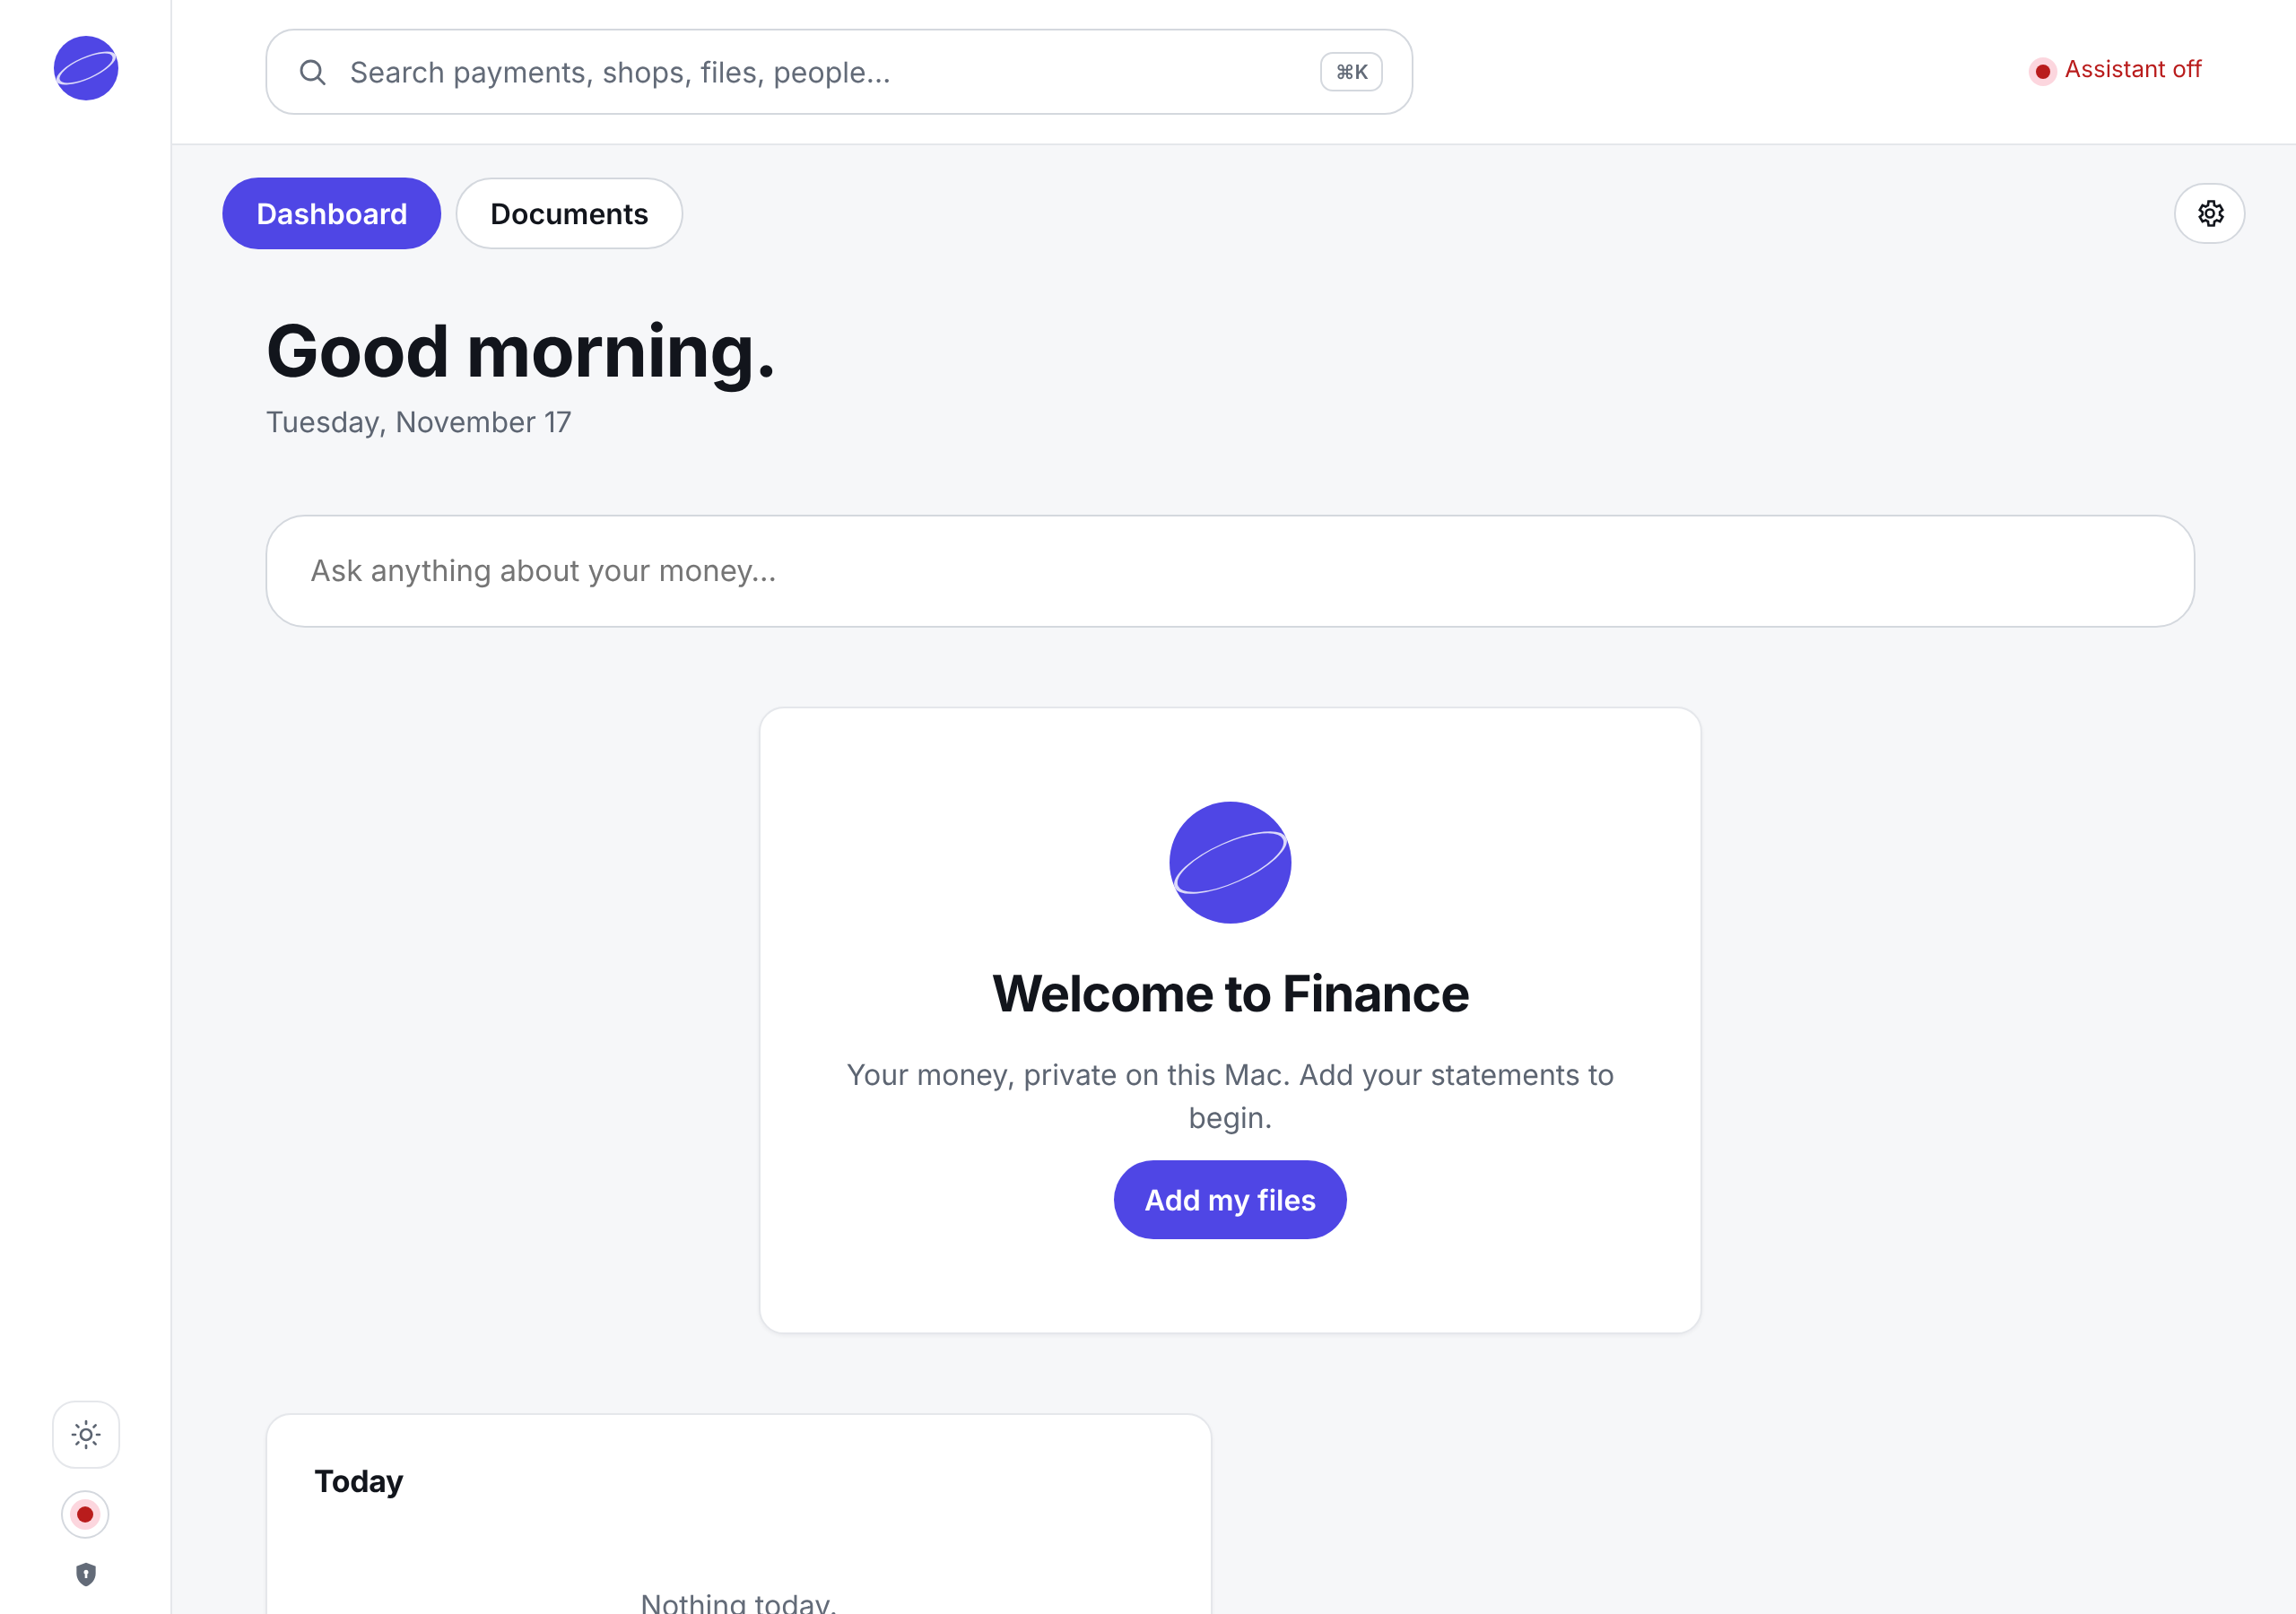 Search payments, shops, files, people...
⌘K
Assistant off
Dashboard
Documents
Good morning.
Tuesday, November 17
Ask anything about your money...
Welcome to Finance
Your money, private on this Mac. Add your statements to
begin.
Add my files
Today
Nothing today.